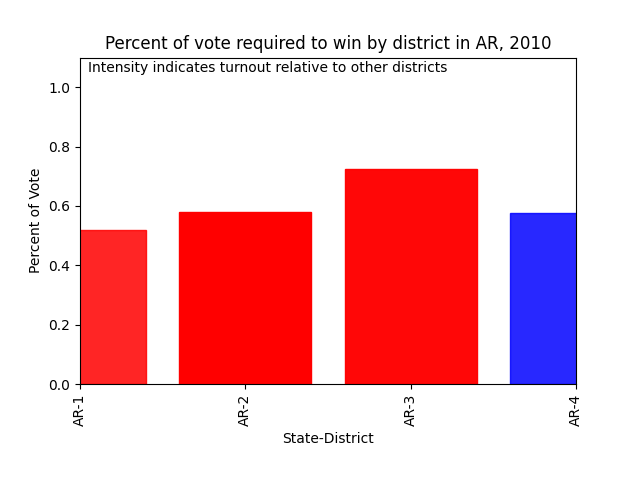 Percent of vote required to win by district in AR, 2010
Intensity indicates turnout relative to other districts
1.0
0.8
0.6
0.4
0.2
0.0
Percent of Vote
AR-1
AR-2
AR-3
AR-4
State-District